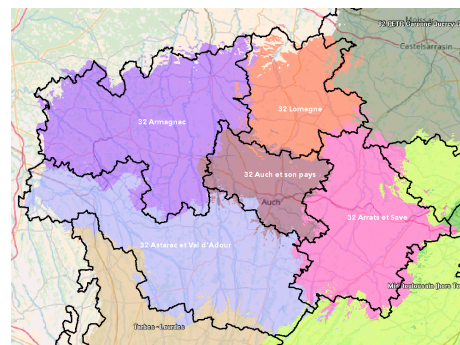 Castelsarrasin
32 Lomagne
32 Armagnac
32 Auch et son pays
Auch
32 Arrats et Save
32 Astarac et Val d'Adour
Tarbes - Lourdes